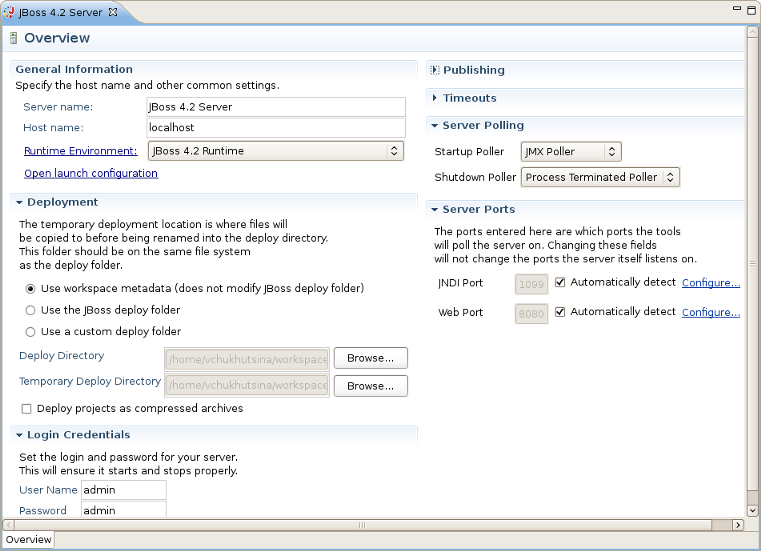 JBoss 4.2 Server
Overview
General Information
Specify the host name and other common settings.
Server name: JBoss 4.2 Server
Host name: localhost
Runtime Environment: JBoss 4.2 Runtime
Open launch configuration
Deployment
The temporary deployment location is where files will
be copied to before being renamed into the deploy directory.
This folder should be on the same file system
as the deploy folder.
Use workspace metadata (does not modify JBoss deploy folder)
Use the JBoss deploy folder
Use a custom deploy folder
Deploy Directory /home/vchukhutsina/workspace Browse...
Temporary Deploy Directory /home/vchukhutsina/workspace Browse...
Deploy projects as compressed archives
Login Credentials
Set the login and password for your server.
This will ensure it starts and stops properly.
User Name admin
Password admin
Publishing
Timeouts
Server Polling
Startup Poller JMX Poller
Shutdown Poller Process Terminated Poller
Server Ports
The ports entered here are which ports the tools
will poll the server on. Changing these fields
will not change the ports the server itself listens on.
JNDI Port 1099 Automatically detect Configure...
Web Port 8080 Automatically detect Configure...
Overview